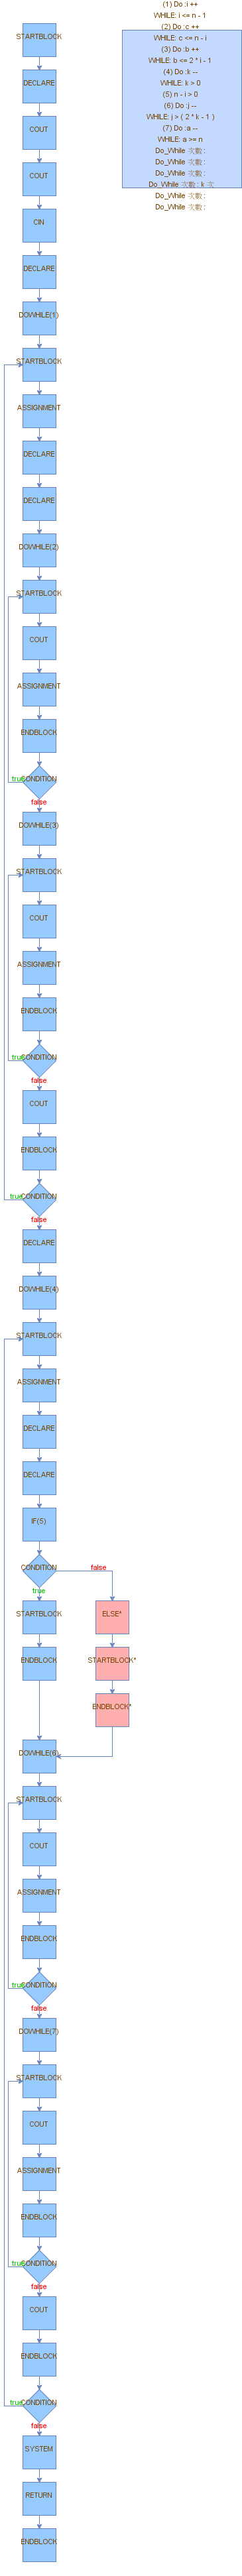 (1) Do :i ++
WHILE: i <= n - 1
(2) Do :c ++
WHILE: c <= n - i
(3) Do :b ++
WHILE: b <= 2 * i - 1
(4) Do :k --
WHILE: k > 0
(5) n - i > 0
(6) Do :j --
WHILE: j > ( 2 * k - 1 )
(7) Do :a --
WHILE: a >= n
Do_While 次數 :
Do_While 次數 :
Do_While 次數 :
Do_While 次數 : k 次
Do_While 次數 :
Do_While 次數 :
STARTBLOCK
DECLARE
COUT
COUT
CIN
DECLARE
DOWHILE(1)
STARTBLOCK
ASSIGNMENT
DECLARE
DECLARE
DOWHILE(2)
STARTBLOCK
COUT
ASSIGNMENT
ENDBLOCK
true CONDITION
false
DOWHILE(3)
STARTBLOCK
COUT
ASSIGNMENT
ENDBLOCK
true CONDITION
false
COUT
ENDBLOCK
true CONDITION
false
DECLARE
DOWHILE(4)
STARTBLOCK
ASSIGNMENT
DECLARE
DECLARE
IF(5)
CONDITION false
true
STARTBLOCK ELSE*
ENDBLOCK STARTBLOCK*
ENDBLOCK*
DOWHILE(6)
STARTBLOCK
COUT
ASSIGNMENT
ENDBLOCK
true CONDITION
false
DOWHILE(7)
STARTBLOCK
COUT
ASSIGNMENT
ENDBLOCK
true CONDITION
false
COUT
ENDBLOCK
true CONDITION
false
SYSTEM
RETURN
ENDBLOCK